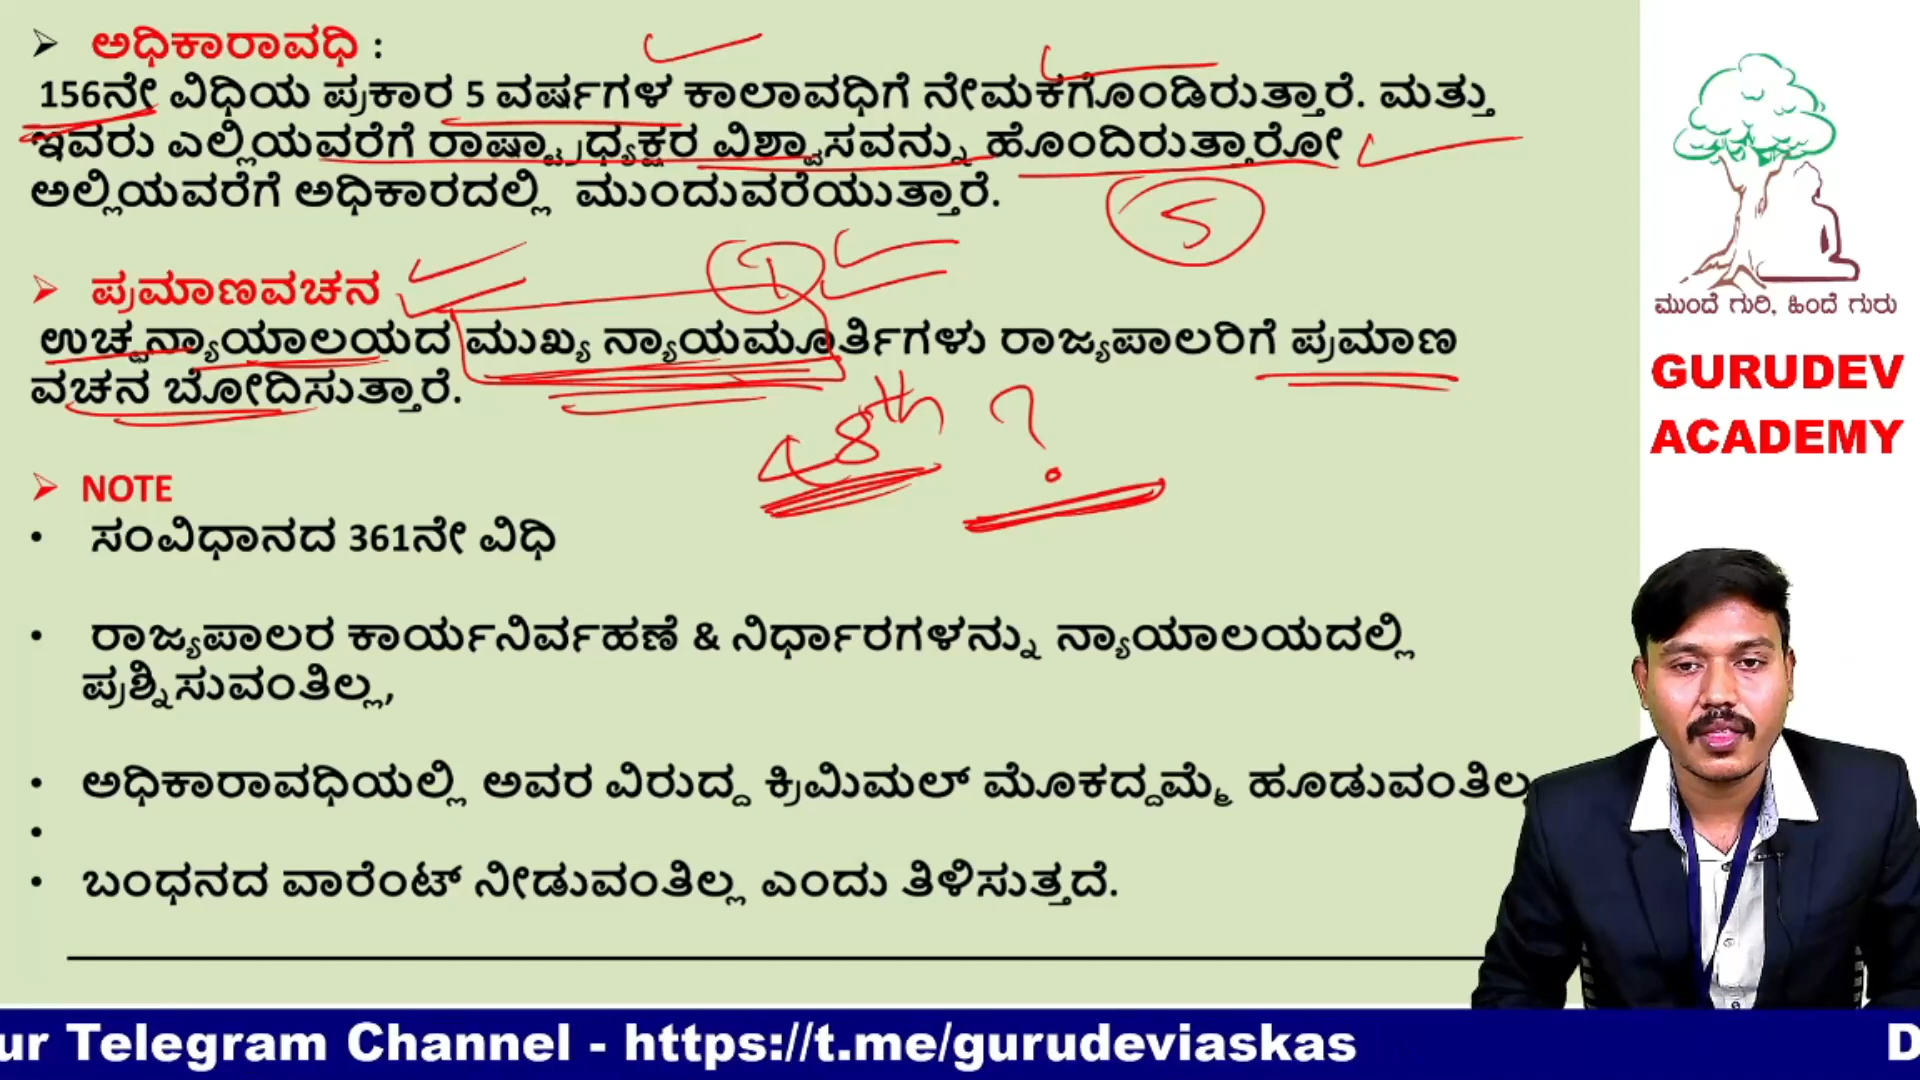 ಅಧಿಕಾರಾವಧಿ :
156ನೇ ವಿಧಿಯ ಪ್ರಕಾರ 5 ವರ್ಷಗಳ ಕಾಲಾವಧಿಗೆ ನೇಮಕಗೊಂಡಿರುತ್ತಾರೆ. ಮತ್ತು
ಇವರು ಎಲ್ಲಿಯವರೆಗೆ ರಾಷ್ಟ್ರಾಧ್ಯಕ್ಷರ ವಿಶ್ವಾಸವನ್ನು ಹೊಂದಿರುತ್ತಾರೋ
ಅಲ್ಲಿಯವರೆಗೆ ಅಧಿಕಾರದಲ್ಲಿ ಮುಂದುವರೆಯುತ್ತಾರೆ.
5
1
ಪ್ರಮಾಣವಚನ
ಉಚ್ಚನ್ಯಾಯಾಲಯದ ಮುಖ್ಯ ನ್ಯಾಯಮೂರ್ತಿಗಳು ರಾಜ್ಯಪಾಲರಿಗೆ ಪ್ರಮಾಣ
ವಚನ ಬೋದಿಸುತ್ತಾರೆ.
48th ?
NOTE
• ಸಂವಿಧಾನದ 361ನೇ ವಿಧಿ
• ರಾಜ್ಯಪಾಲರ ಕಾರ್ಯನಿರ್ವಹಣೆ & ನಿರ್ಧಾರಗಳನ್ನು ನ್ಯಾಯಾಲಯದಲ್ಲಿ
ಪ್ರಶ್ನಿಸುವಂತಿಲ್ಲ,
• ಅಧಿಕಾರಾವಧಿಯಲ್ಲಿ ಅವರ ವಿರುದ್ದ ಕ್ರಿಮಿಮಲ್ ಮೊಕದ್ದಮ್ಮೆ ಹೂಡುವಂತಿಲ್ಲ
•
• ಬಂಧನದ ವಾರೆಂಟ್ ನೀಡುವಂತಿಲ್ಲ ಎಂದು ತಿಳಿಸುತ್ತದೆ.
ಮುಂದೆ ಗುರಿ, ಹಿಂದೆ ಗುರು
GURUDEV
ACADEMY
ur Telegram Channel - https://t.me/gurudeviaskas D